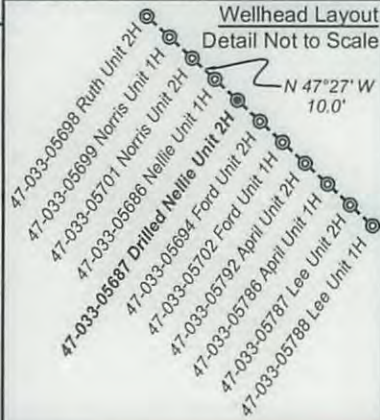 Wellhead Layout
Detail Not to Scale
N 47°27' W
10.0'
47-033-05698 Ruth Unit 2H
47-033-05699 Norris Unit 1H
47-033-05701 Norris Unit 2H
47-033-05686 Nellie Unit 1H
47-033-05687 Drilled Nellie Unit 2H
47-033-05694 Ford Unit 2H
47-033-05702 Ford Unit 1H
47-033-05792 April Unit 2H
47-033-05786 April Unit 1H
47-033-05787 Lee Unit 2H
47-033-05788 Lee Unit 1H